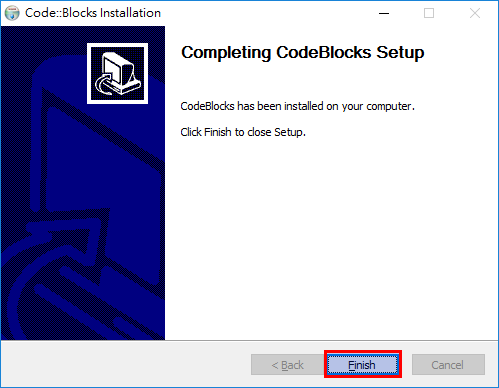 Code::Blocks Installation
Completing CodeBlocks Setup
CodeBlocks has been installed on your computer.
Click Finish to close Setup.
< Back
Finish
Cancel